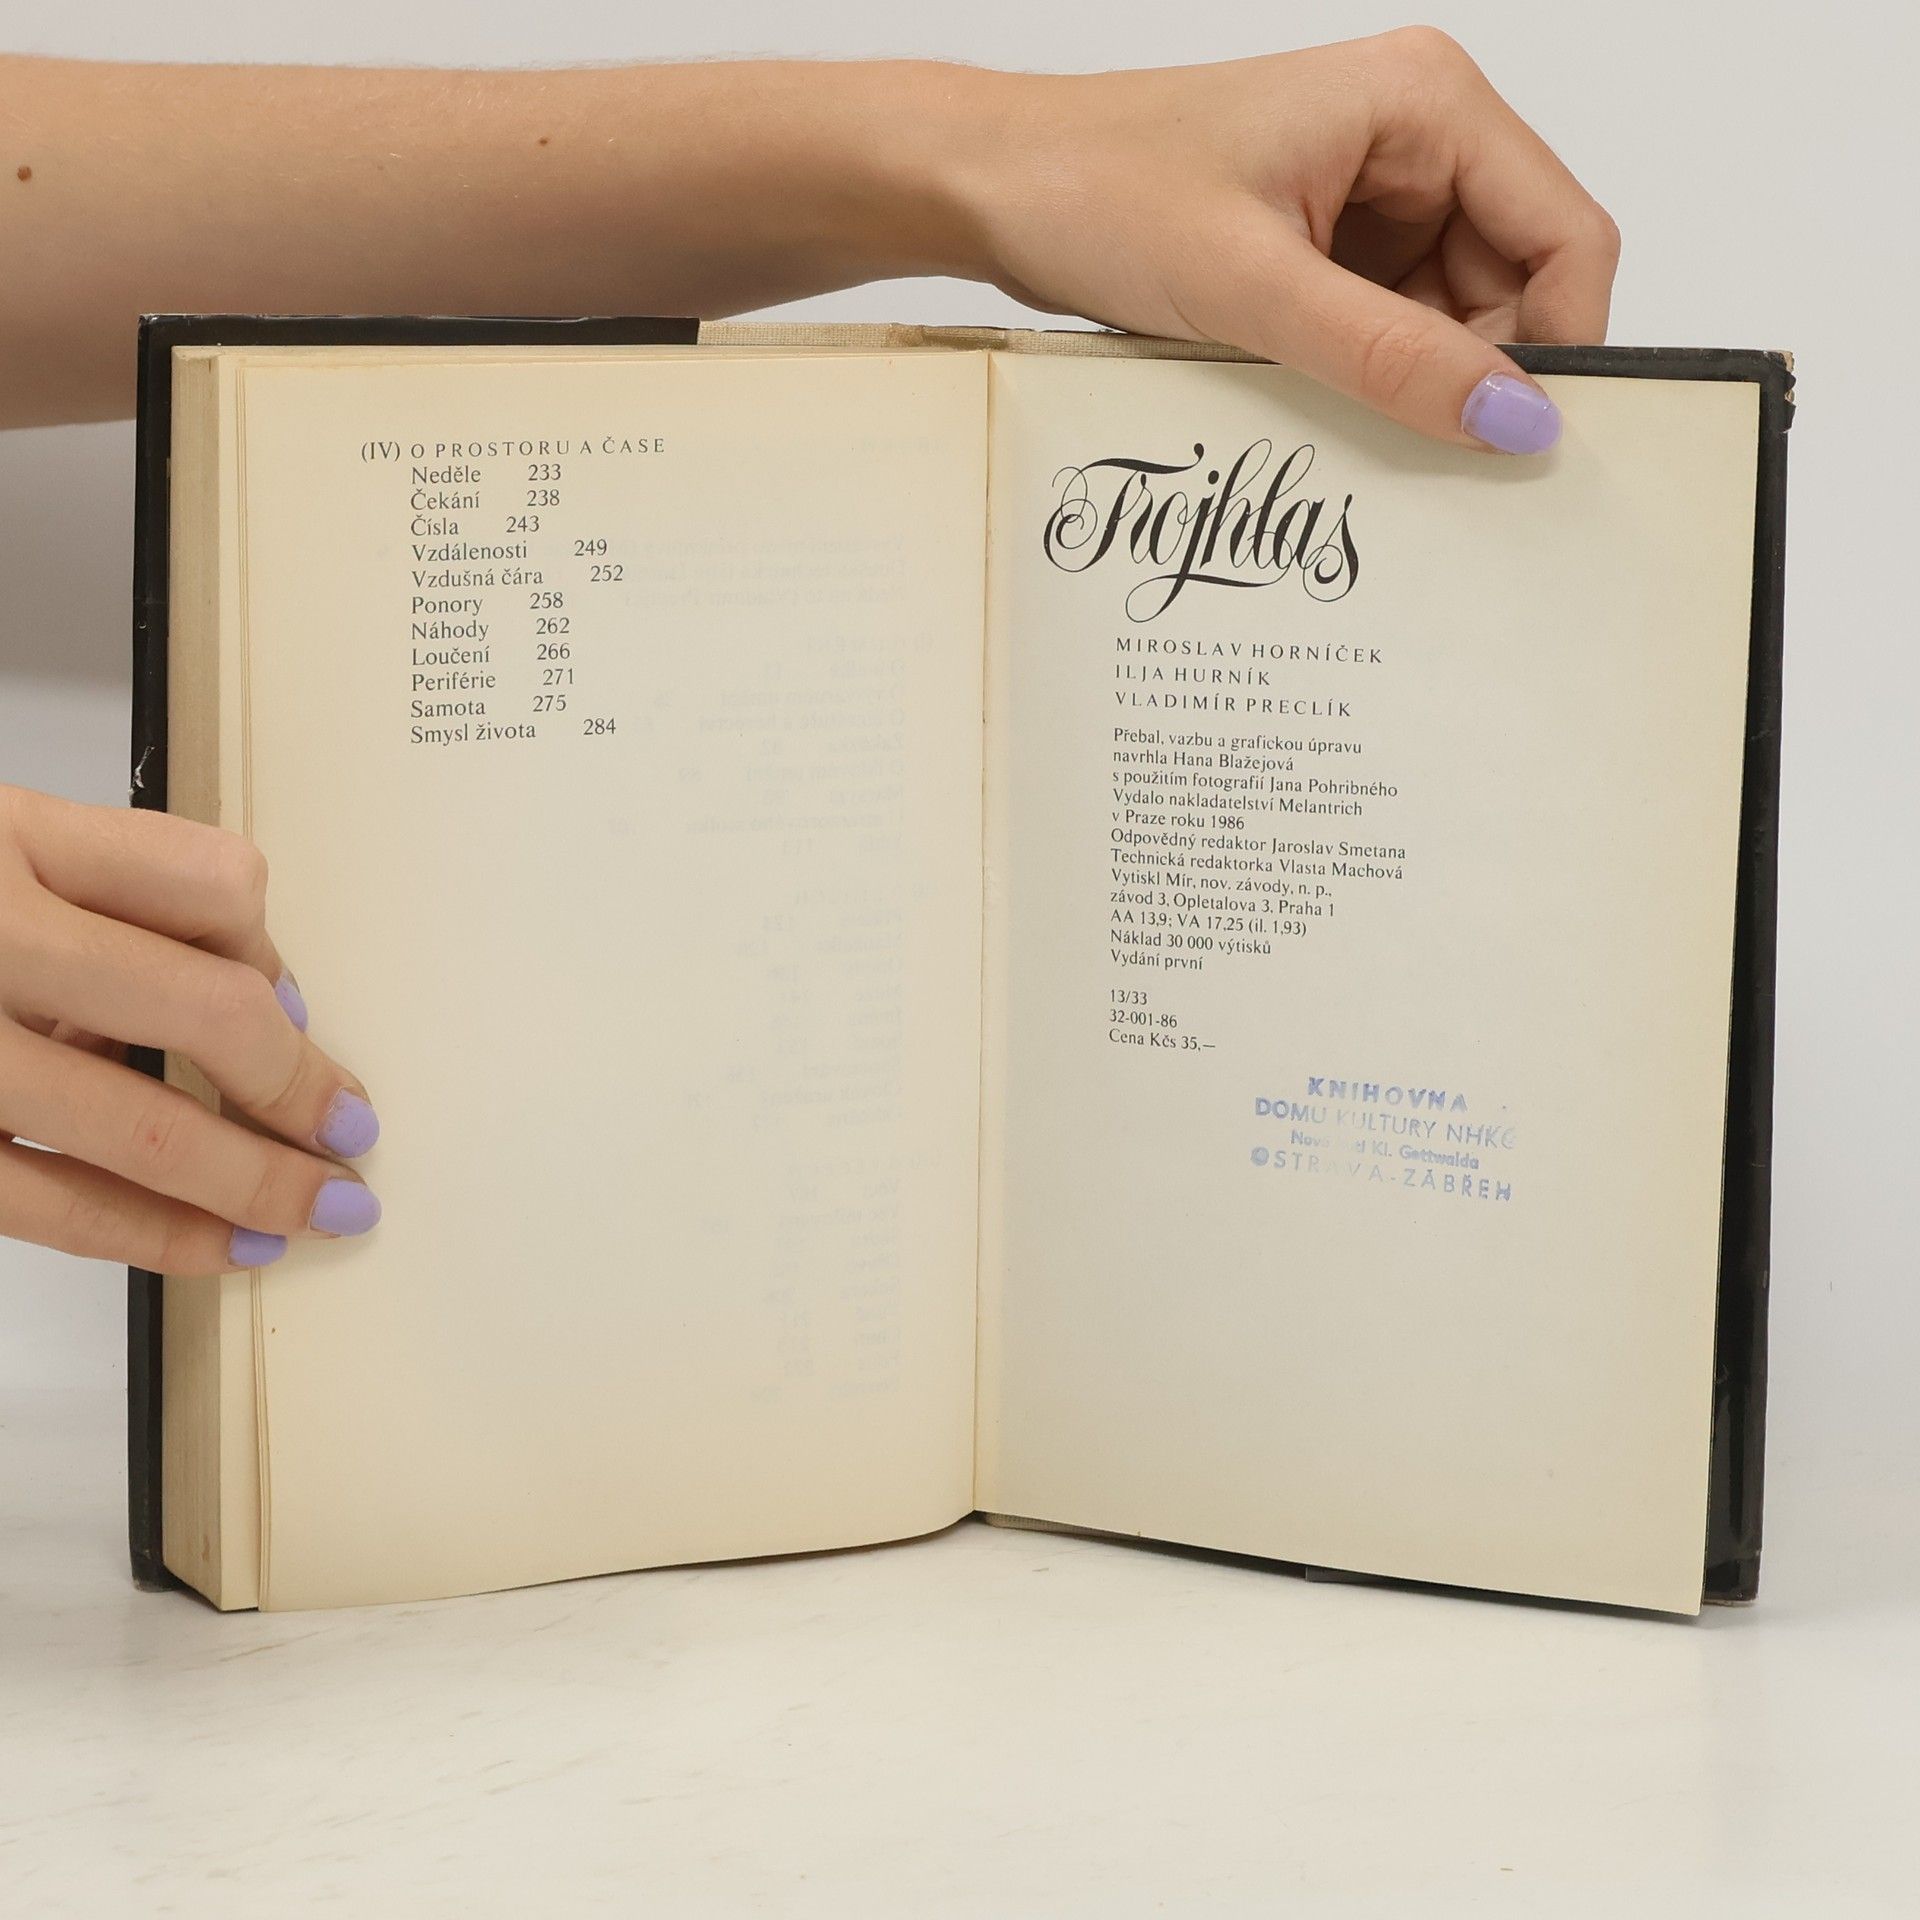 (IV) O PROSTORU A ČASE
Neděle 233
Čekání 238
Čísla 243
Vzdálenosti 249
Vzdušná čára 252
Ponory 258
Náhody 262
Loučení 266
Periférie 271
Samota 275
Smysl života 284
Trojhlas
MIROSLAV HORNÍČEK
ILJA HURNÍK
VLADIMÍR PRECLÍK
Přebal, vazbu a grafickou úpravu
navrhla Hana Blažejová
s použitím fotografií Jana Pohribného
Vydalo nakladatelství Melantrich
v Praze roku 1986
Odpovědný redaktor Jaroslav Smetana
Technická redaktorka Vlasta Machová
Vytiskl Mír, nov. závody, n. p.,
závod 3, Opletalova 3, Praha 1
AA 13,9; VA 17,25 (il. 1,93)
Náklad 30 000 výtisků
Vydání první
13/33
32-001-86
Cena Kčs 35,—
KNIHOVNA
DOMU KULTURY NHKG
Kl. Gottwalda
OSTRAVA-ZÁBŘEH